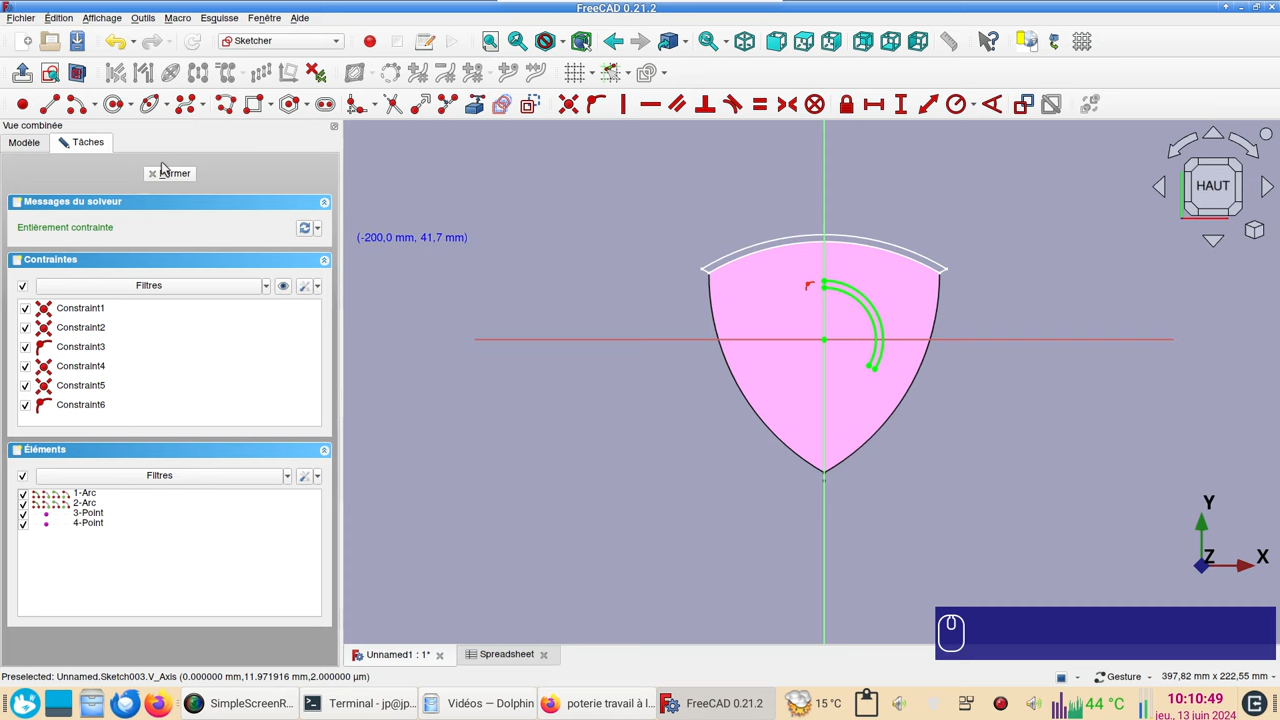 FreeCAD 0.21.2
Fichier Édition Affichage Outils Macro Esquisse Fenêtre Aide
Sketcher
Vue combinée
Modèle Tâches
Messages du solveur
Entièrement contrainte
(-200,0 mm, 41,7 mm)
HAUT
Contraintes
Filtres
Constraint1
Constraint2
Constraint3
Constraint4
Constraint5
Constraint6
Éléments
Filtres
1-Arc
2-Arc
3-Point
4-Point
Y
Z X
Unnamed1 : 1* Spreadsheet
Preselected: Unnamed.Sketch003.V_Axis (0.000000 mm,11.971916 mm,2.000000 µm) Gesture 397,82 mm x 222,55 mm
SimpleScreenR... Terminal - jp@jp... Vidéos — Dolphin poterie travail à l... FreeCAD 0.21.2 15 °C 44 °C 10:10:49
jeu., 13 juin 2024